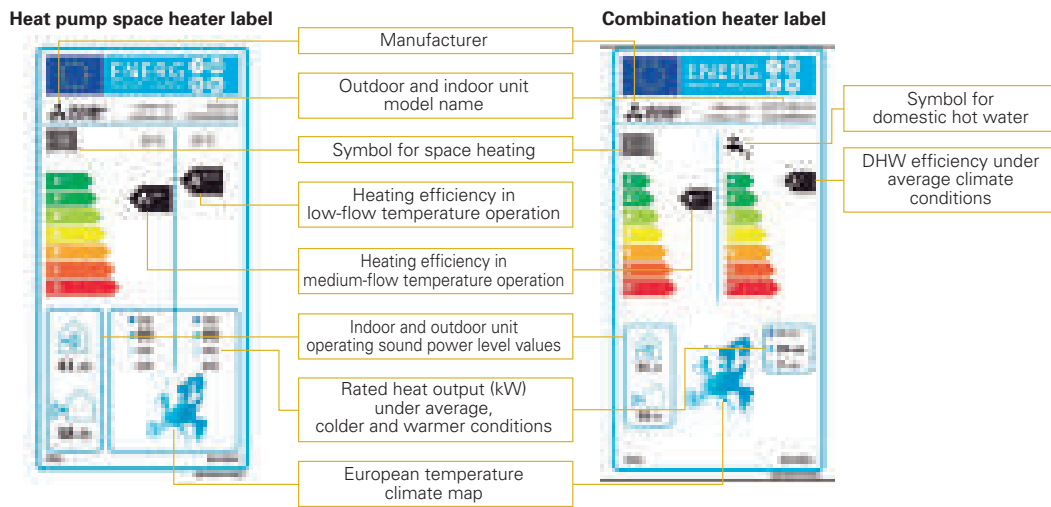 Heat pump space heater label
Combination heater label
Manufacturer
Outdoor and indoor unit
model name
Symbol for
domestic hot water
Symbol for space heating
DHW efficiency under
average climate
conditions
Heating efficiency in
low-flow temperature operation
Heating efficiency in
medium-flow temperature operation
Indoor and outdoor unit
operating sound power level values
Rated heat output (kW)
under average,
colder and warmer conditions
European temperature
climate map
ENERG
ENERG